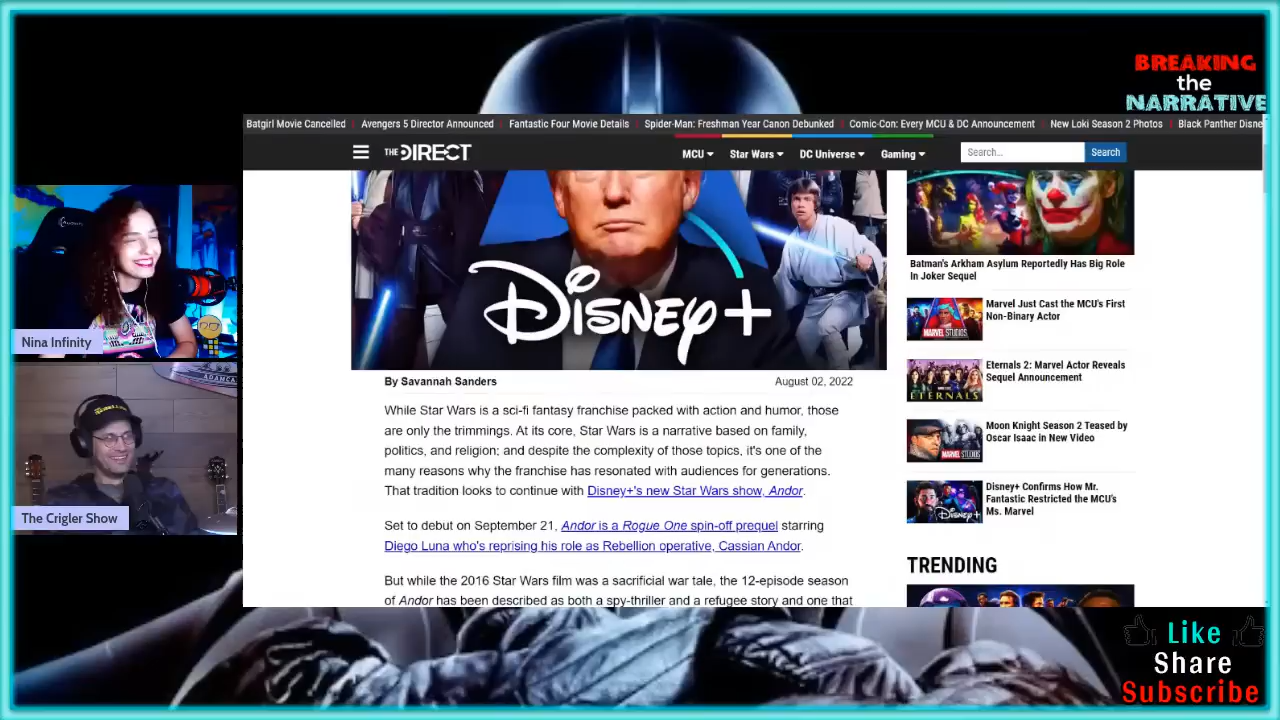 BREAKING
the
NARRATIVE
Batgirl Movie Cancelled
Avengers 5 Director Announced
Fantastic Four Movie Details
Spider-Man: Freshman Year Canon Debunked
Comic-Con: Every MCU & DC Announcement
New Loki Season 2 Photos
Black Panther Disne
THE DIRECT
MCU
Star Wars
DC Universe
Gaming
Search...
Search
Disney+
By Savannah Sanders
August 02, 2022
While Star Wars is a sci-fi fantasy franchise packed with action and humor, those
are only the trimmings. At its core, Star Wars is a narrative based on family,
politics, and religion; and despite the complexity of those topics, it's one of the
many reasons why the franchise has resonated with audiences for generations.
That tradition looks to continue with Disney+'s new Star Wars show, Andor.
Set to debut on September 21, Andor is a Rogue One spin-off prequel starring
Diego Luna who's reprising his role as Rebellion operative, Cassian Andor.
But while the 2016 Star Wars film was a sacrificial war tale, the 12-episode season
of Andor has been described as both a spy-thriller and a refugee story and one that
Batman's Arkham Asylum Reportedly Has Big Role
In Joker Sequel
Marvel Just Cast the MCU's First
Non-Binary Actor
MARVEL STUDIOS
Eternals 2: Marvel Actor Reveals
Sequel Announcement
ETERNALS
Moon Knight Season 2 Teased by
Oscar Isaac in New Video
MARVEL STUDIOS
Disney+ Confirms How Mr.
Fantastic Restricted the MCU's
Ms. Marvel
Disney+
TRENDING
Nina Infinity
The Crigler Show
Like
Share
Subscribe